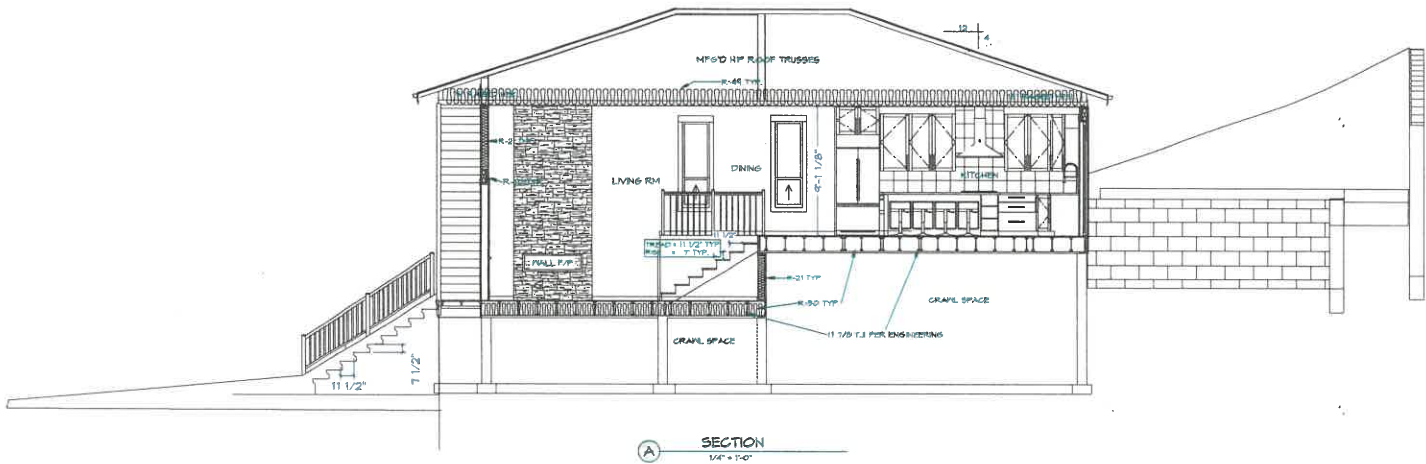 12
4
MFG'D HIP ROOF TRUSSES
R-49 TYP.
LIVING RM
DINING
9'-1 1/8"
KITCHEN
11 1/2"
TREAD = 11 1/2" TYP
RISE = 7" TYP.
WALL F/P
R-21 TYP
R-30 TYP
CRAWL SPACE
11 7/8 TJI PER ENGINEERING
CRAWL SPACE
7 1/2"
11 1/2"
A
SECTION
1/4" = 1'-0"